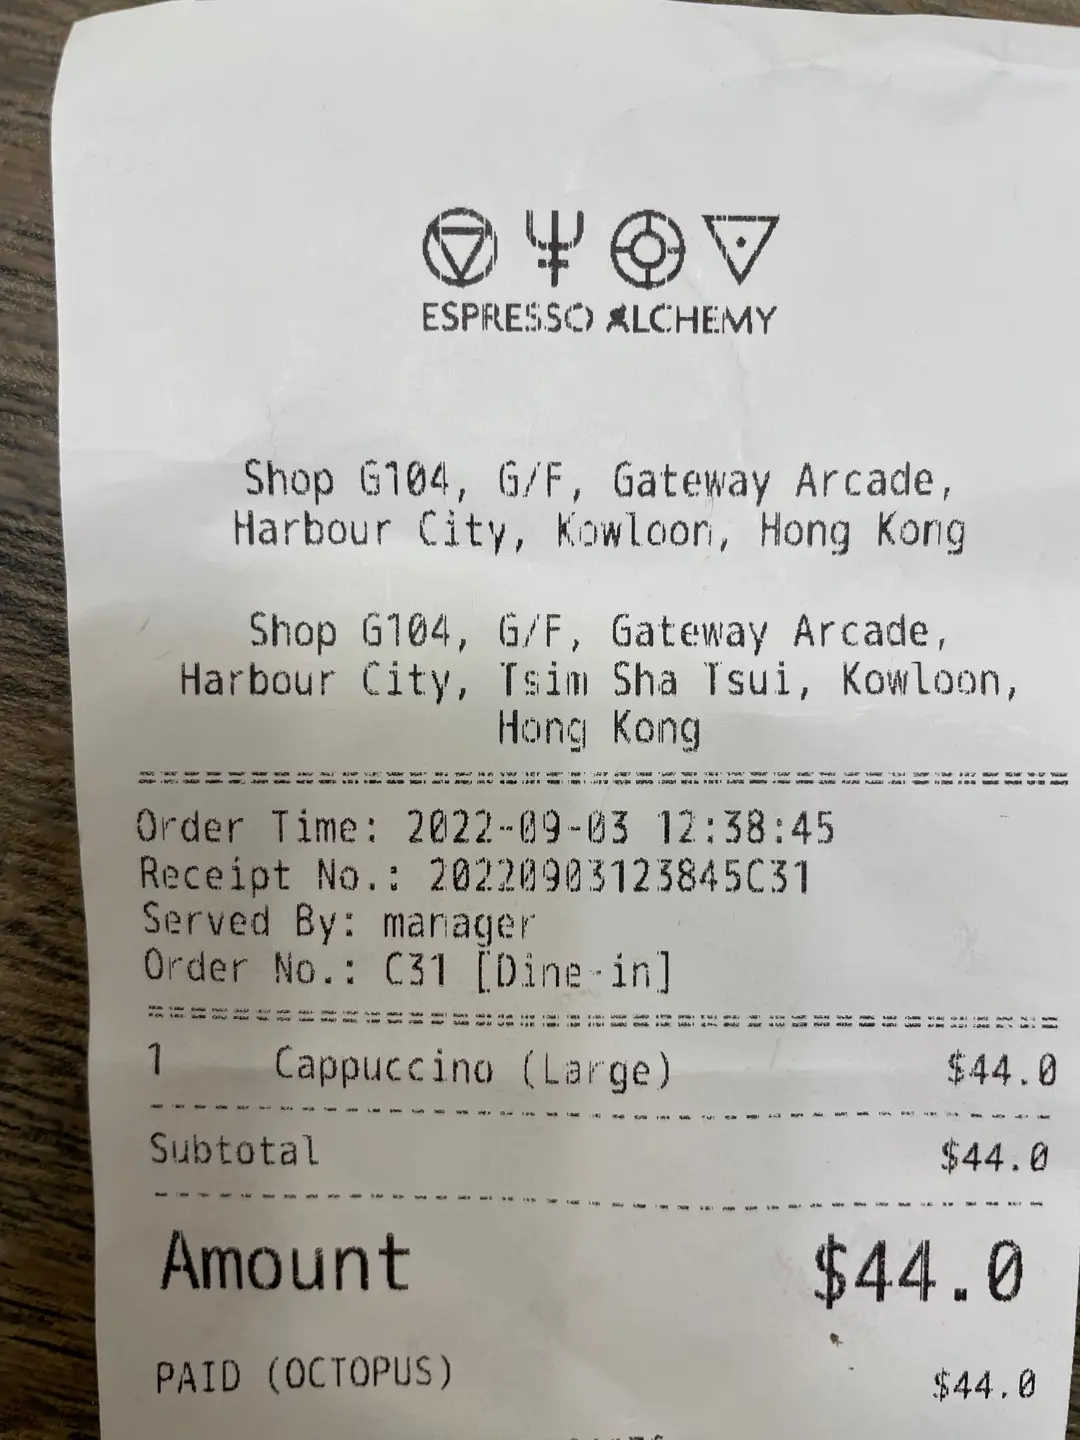 ESPRESSO ALCHEMY
Shop G104, G/F, Gateway Arcade,
Harbour City, Kowloon, Hong Kong
Shop G104, G/F, Gateway Arcade,
Harbour City, Tsim Sha Tsui, Kowloon,
Hong Kong
Order Time: 2022-09-03 12:38:45
Receipt No.: 20220903123845C31
Served By: manager
Order No.: C31 [Dine-in]
1 Cappuccino (Large) $44.0
Subtotal $44.0
Amount $44.0
PAID (OCTOPUS) $44.0